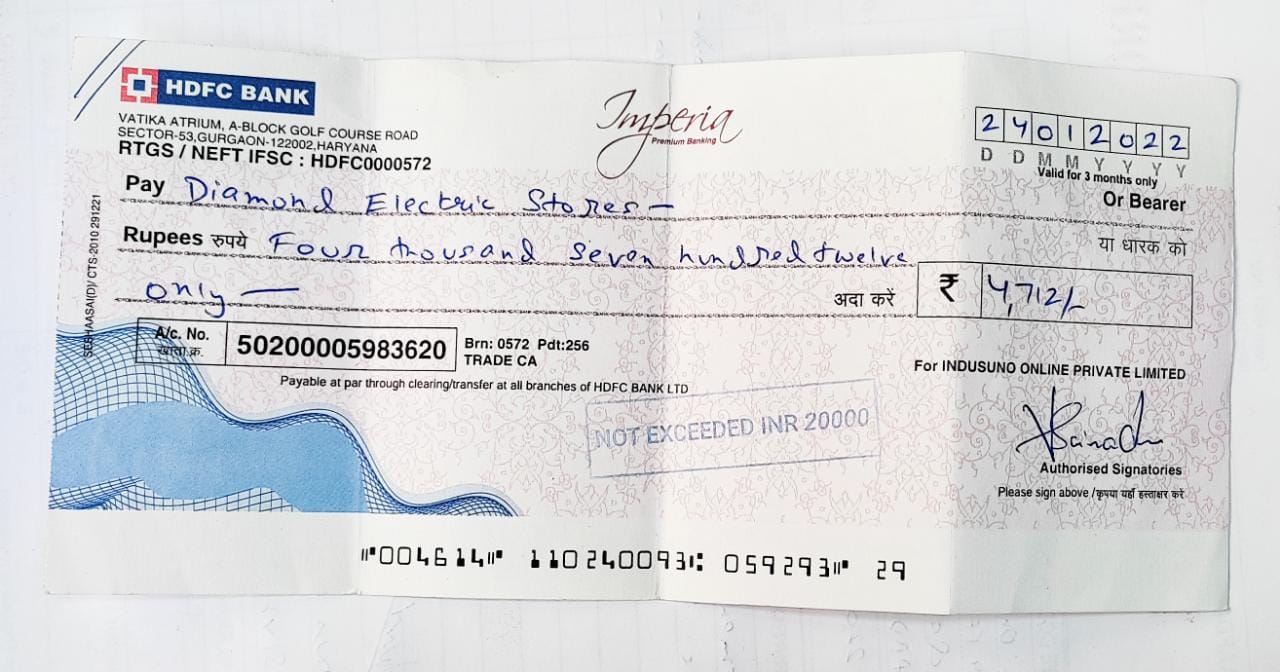 HDFC BANK
Imperia
Premium Banking
VATIKA ATRIUM, A-BLOCK GOLF COURSE ROAD
SECTOR-53,GURGAON-122002,HARYANA
RTGS / NEFT IFSC : HDFC0000572
24012022
D D M M Y Y Y Y
Valid for 3 months only
Pay Diamond Electric Stores —
Or Bearer
या धारक को
Rupees रुपये Four thousand seven hundred twelve
only —
अदा करें ₹ 4,712/-
A/c. No.
खाता क्र.
50200005983620
Brn: 0572 Pdt:256
TRADE CA
Payable at par through clearing/transfer at all branches of HDFC BANK LTD
For INDUSUNO ONLINE PRIVATE LIMITED
NOT EXCEEDED INR 20000
Authorised Signatories
Please sign above /कृपया यहाँ हस्ताक्षर करें
SESHAASAI(D)/ CTS-2010 291221
⑈004614⑈ 110240093⑆ 059293⑈ 29